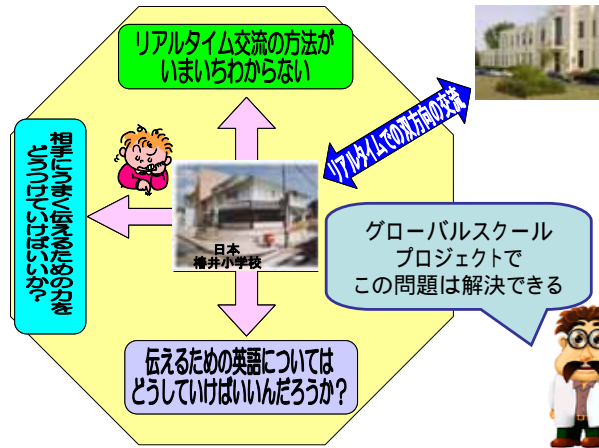 リアルタイム交流の方法が
いまいちわからない
リアルタイムでの双方向の交流
相手にうまく伝えるための力を
どうつけていけばいいか？
日本
椿井小学校
グローバルスクール
プロジェクトで
この問題は解決できる
伝えるための英語については
どうしていけばいいんだろうか？